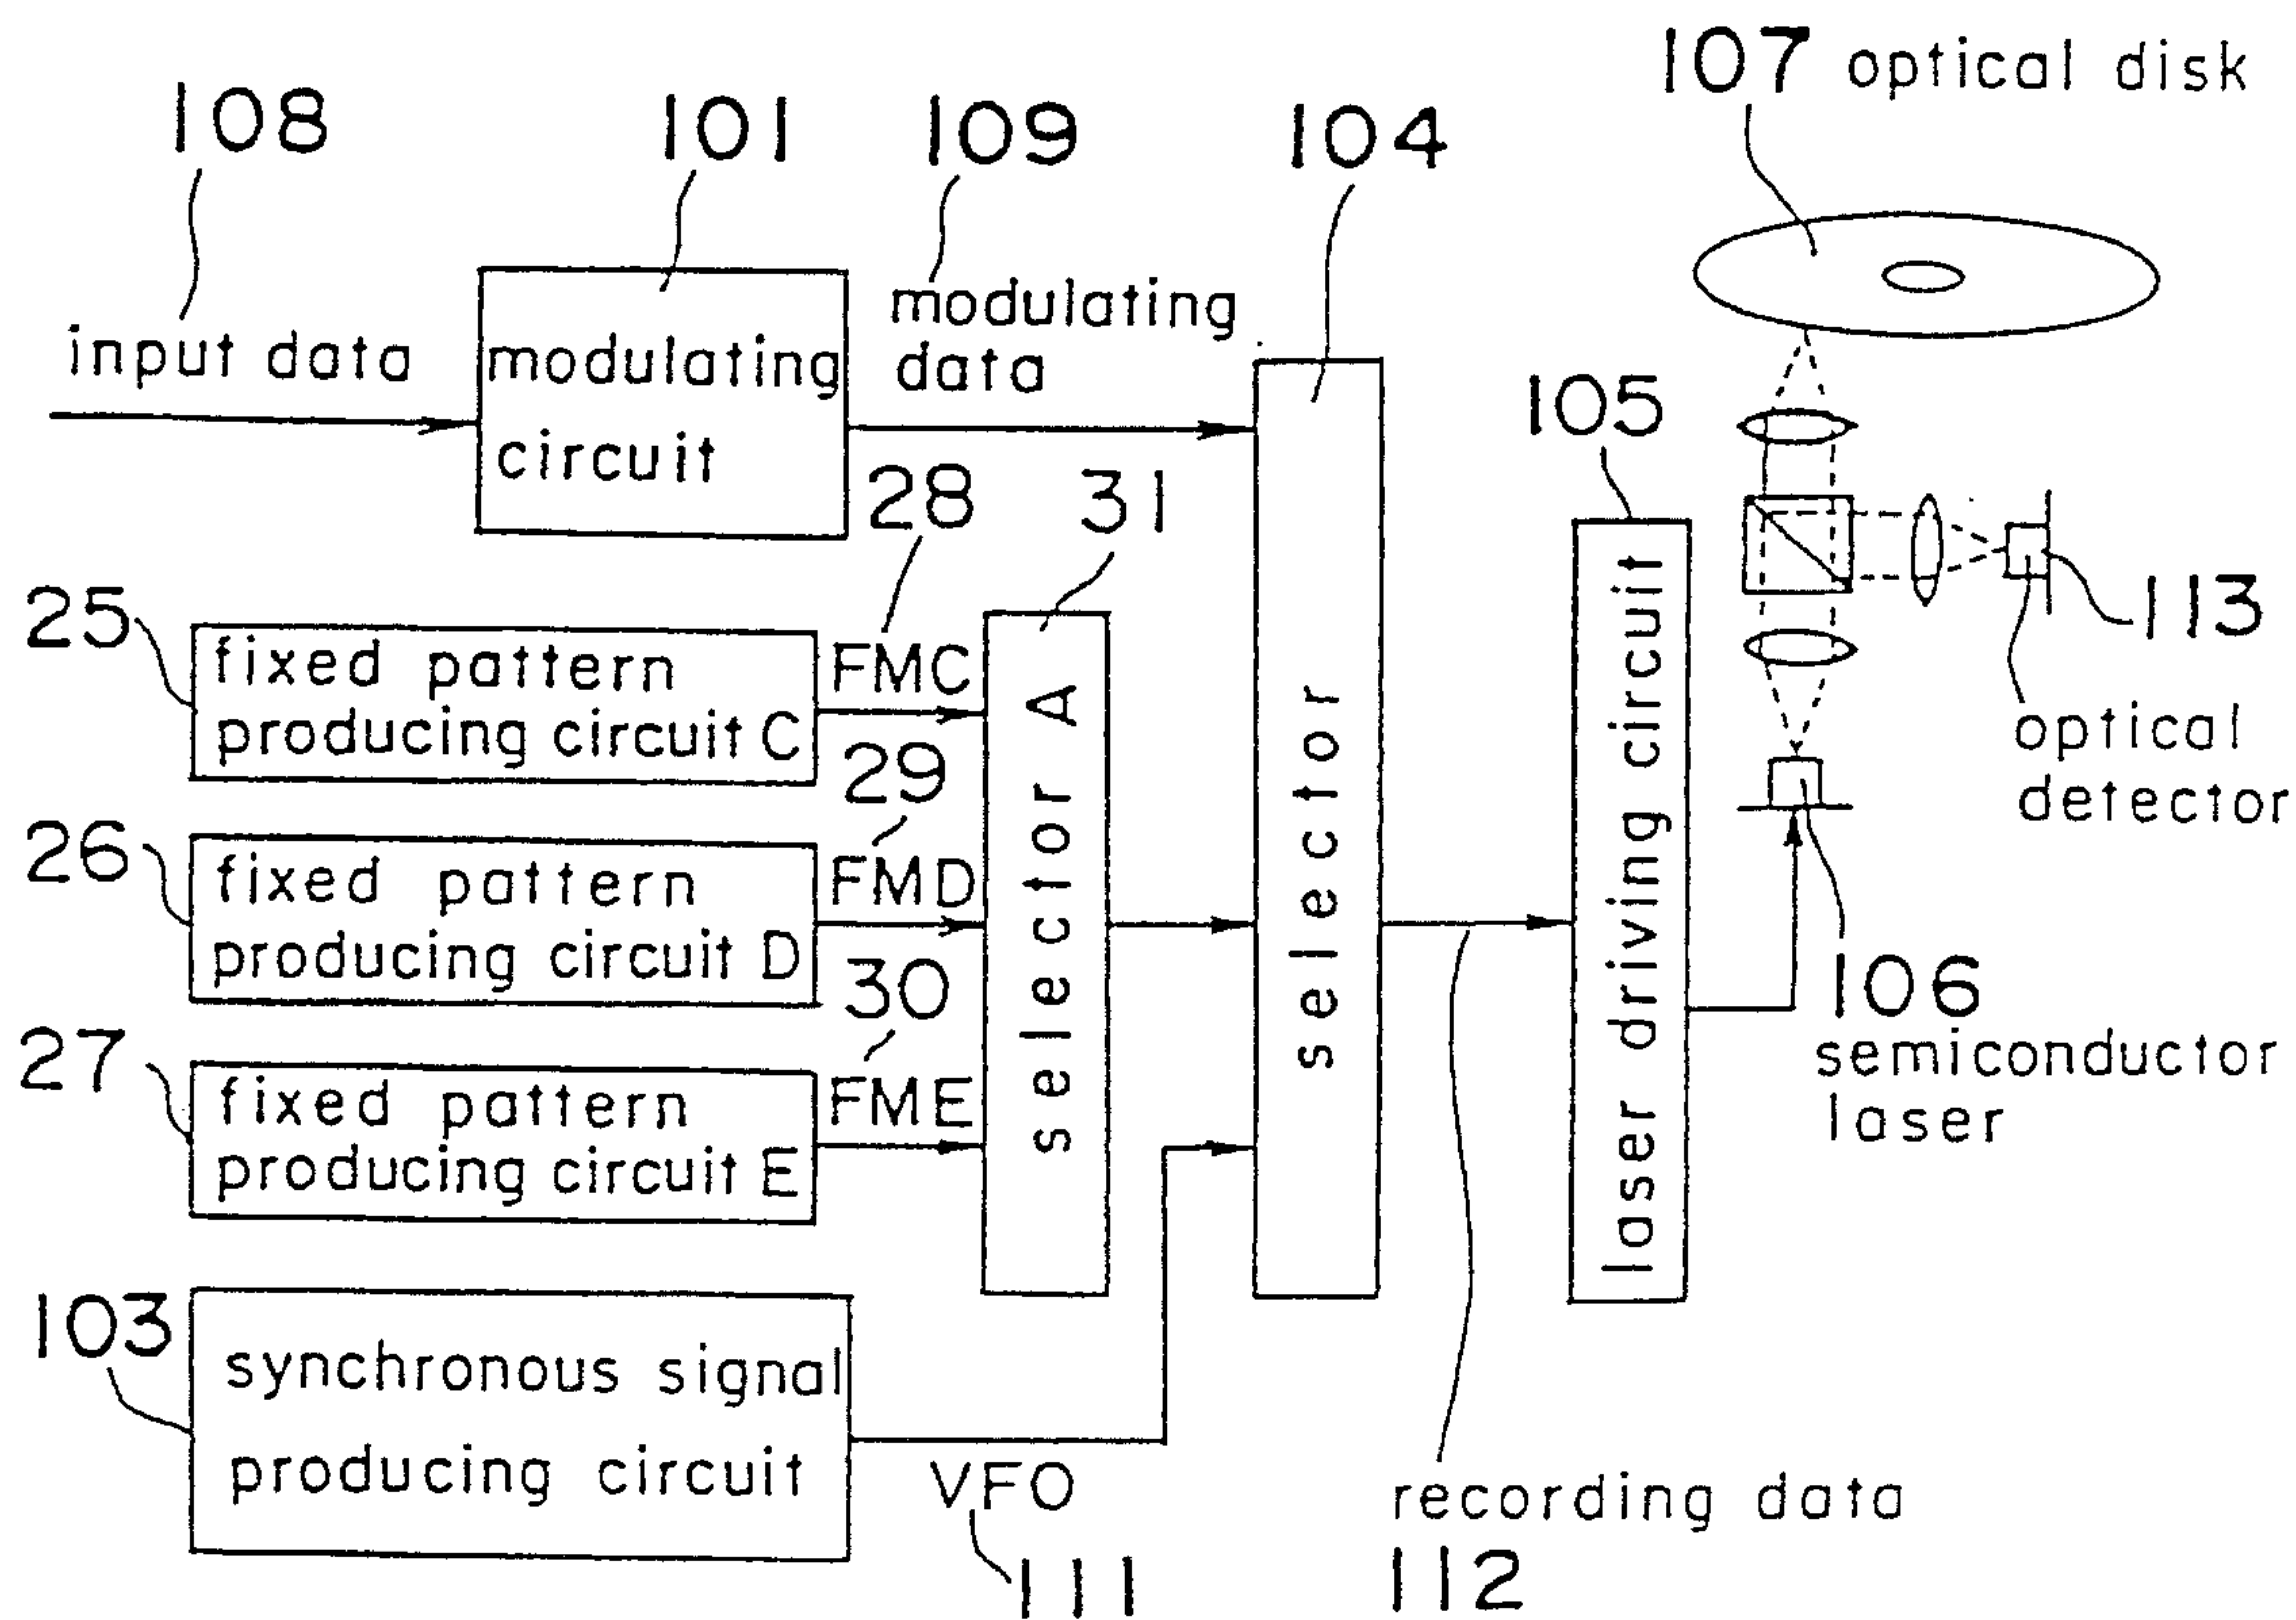 107 optical disk
108
101
109
104
input data
modulating
circuit
modulating
data
105
28
31
113
optical
detector
25
fixed pattern
producing circuit C
FMC
29
26
fixed pattern
producing circuit D
FMD
30
27
fixed pattern
producing circuit E
FME
selector A
selector
laser driving circuit
106
semiconductor
laser
103
synchronous signal
producing circuit
VFO
111
recording data
112